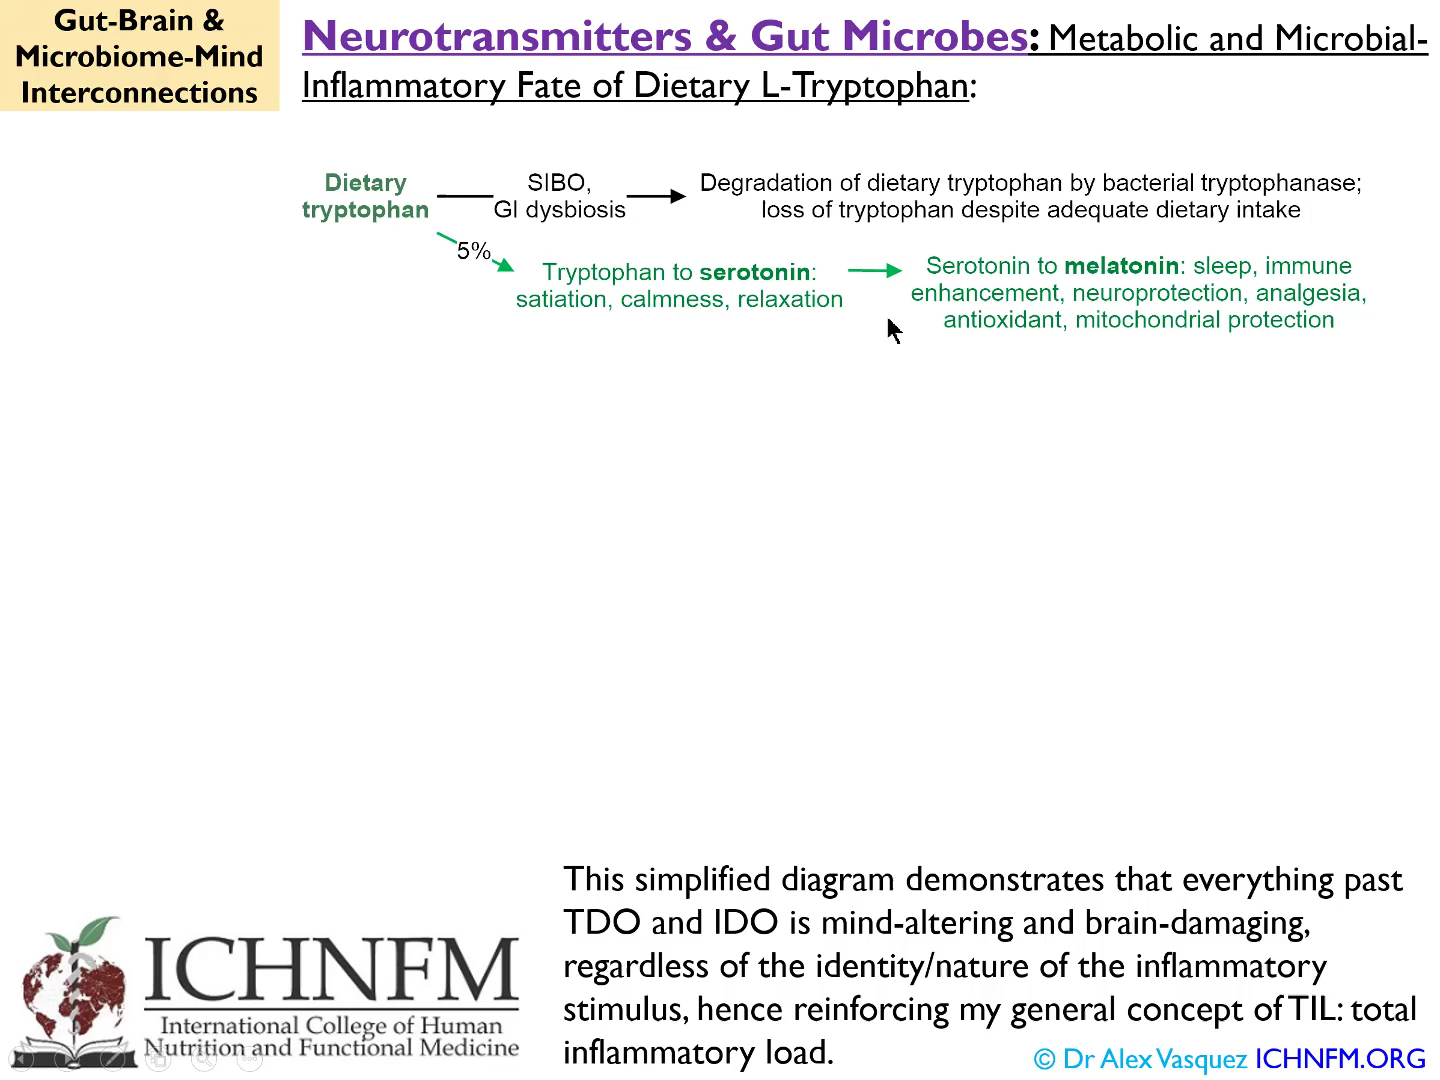 Gut-Brain &
Microbiome-Mind
Interconnections
Neurotransmitters & Gut Microbes: Metabolic and Microbial-
Inflammatory Fate of Dietary L-Tryptophan:
Dietary
tryptophan
SIBO,
GI dysbiosis
Degradation of dietary tryptophan by bacterial tryptophanase;
loss of tryptophan despite adequate dietary intake
5%
Tryptophan to serotonin:
satiation, calmness, relaxation
Serotonin to melatonin: sleep, immune
enhancement, neuroprotection, analgesia,
antioxidant, mitochondrial protection
This simplified diagram demonstrates that everything past
TDO and IDO is mind-altering and brain-damaging,
regardless of the identity/nature of the inflammatory
stimulus, hence reinforcing my general concept of TIL: total
inflammatory load.
ICHNFM
International College of Human
Nutrition and Functional Medicine
© Dr Alex Vasquez ICHNFM.ORG